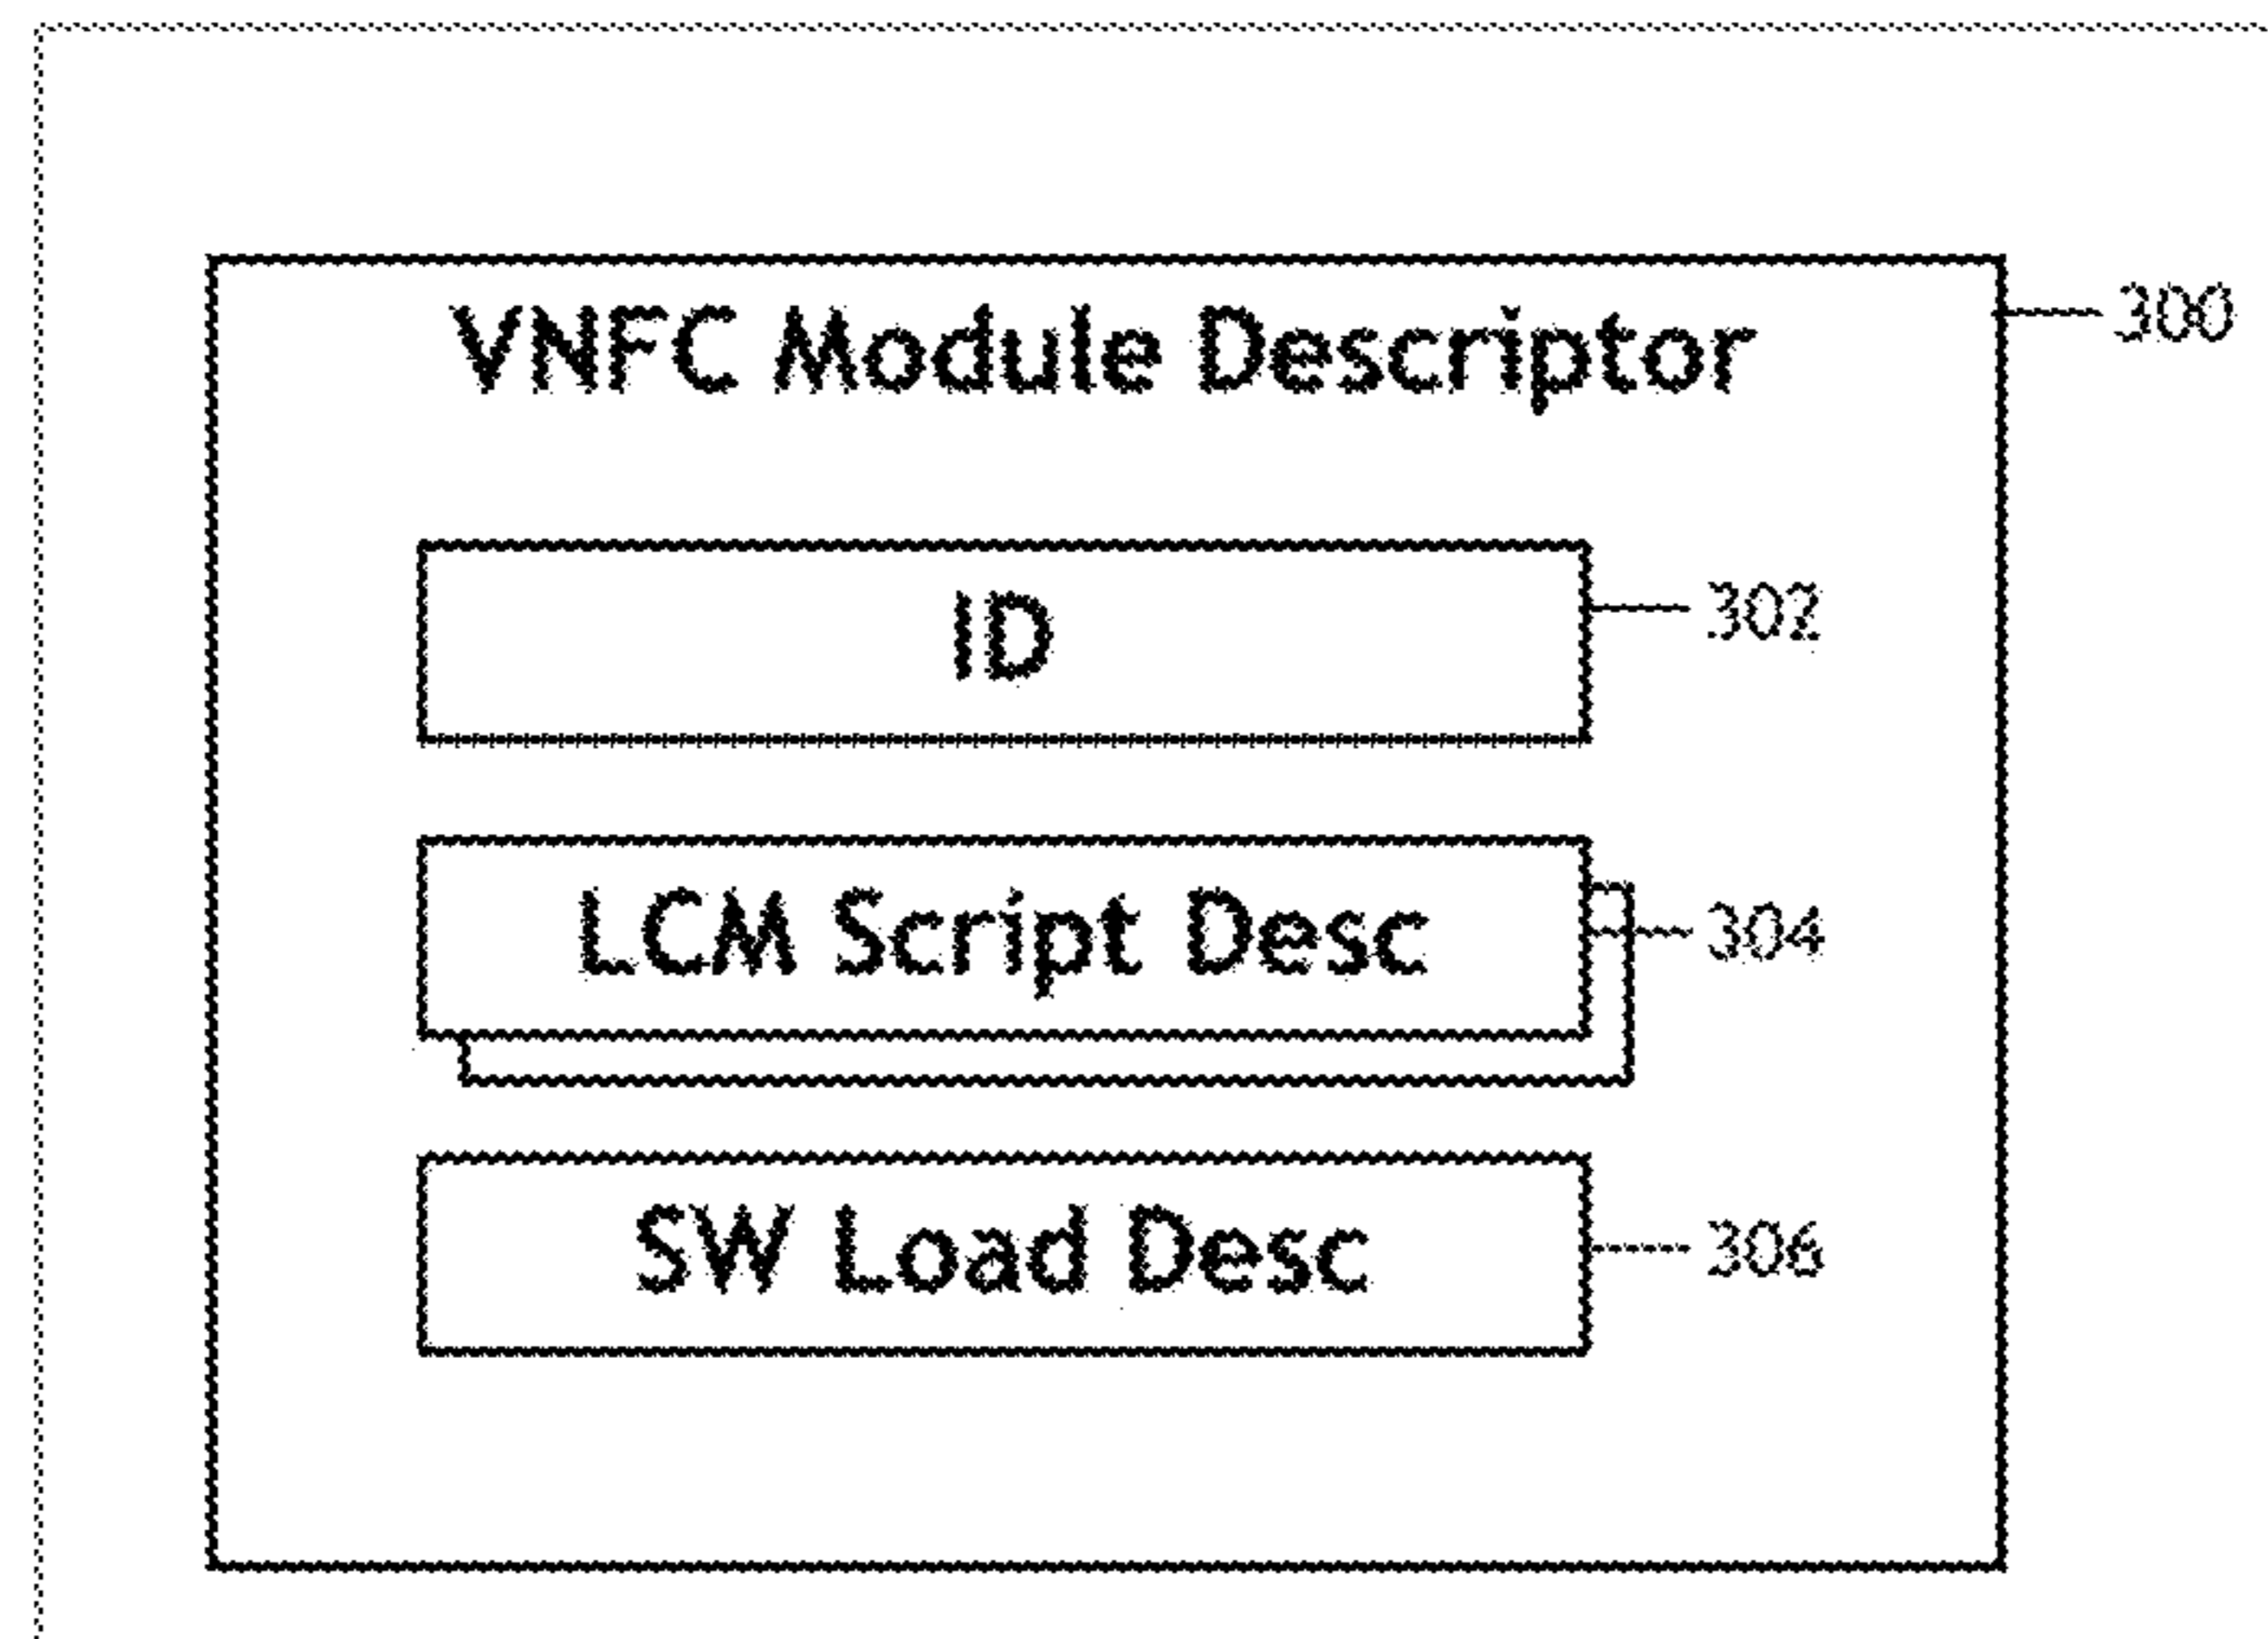 VNFC Module Descriptor
300
ID
302
LCM Script Desc
304
SW Load Desc
306